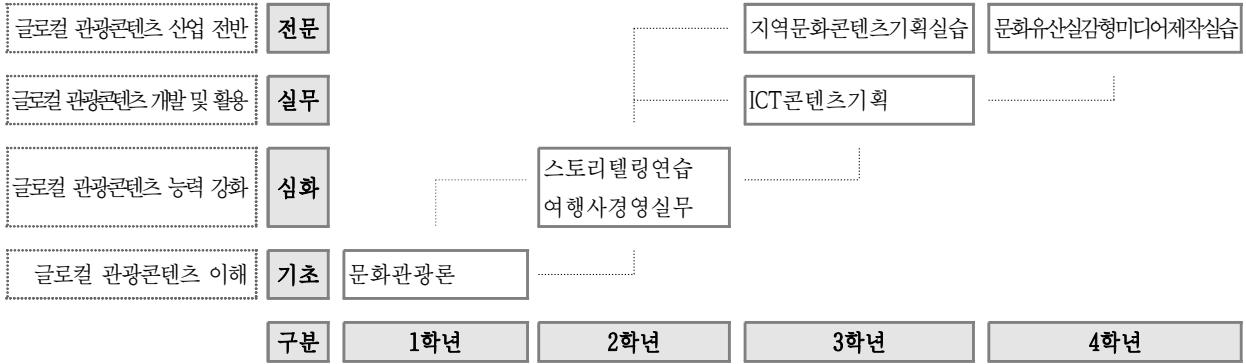 글로컬 관광콘텐츠 산업 전반 전문 지역문화콘텐츠기획실습 문화유산실감형미디어제작실습
글로컬 관광콘텐츠 개발 및 활용 실무 ICT콘텐츠기획
글로컬 관광콘텐츠 능력 강화 심화 스토리텔링연습
여행사경영실무
글로컬 관광콘텐츠 이해 기초 문화관광론
구분 1학년 2학년 3학년 4학년